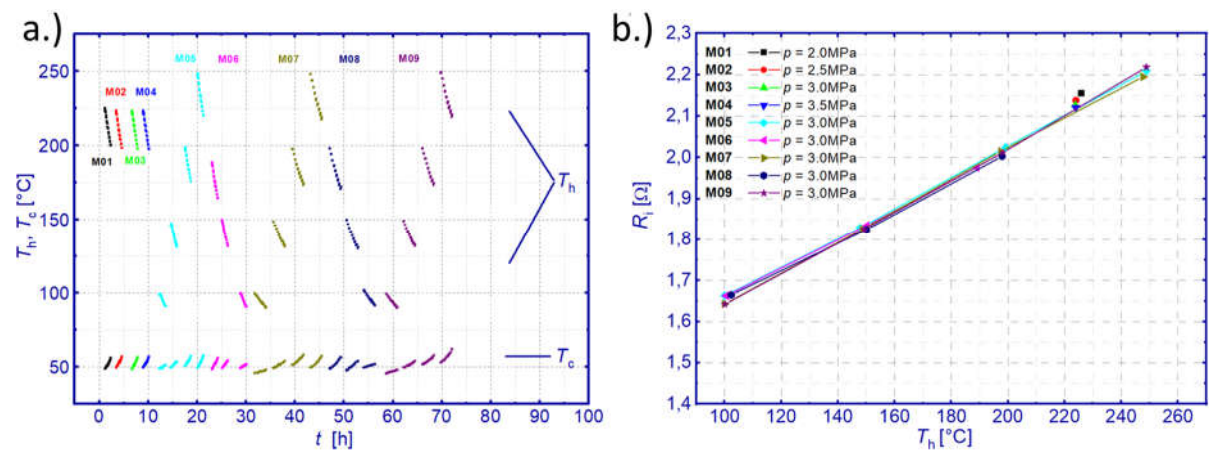 a.)
M05 M06 M07 M08 M09
M02 M04
M01 M03
250
200
150
100
50
Th, Tc [°C]
Th
Tc
0 10 20 30 40 50 60 70 80 90 100
t [h]
b.)
2,3
2,2
2,1
2,0
1,9
1,8
1,7
1,6
1,5
1,4
Ri [Ω]
M01 p = 2.0MPa
M02 p = 2.5MPa
M03 p = 3.0MPa
M04 p = 3.5MPa
M05 p = 3.0MPa
M06 p = 3.0MPa
M07 p = 3.0MPa
M08 p = 3.0MPa
M09 p = 3.0MPa
100 120 140 160 180 200 220 240 260
Th [°C]